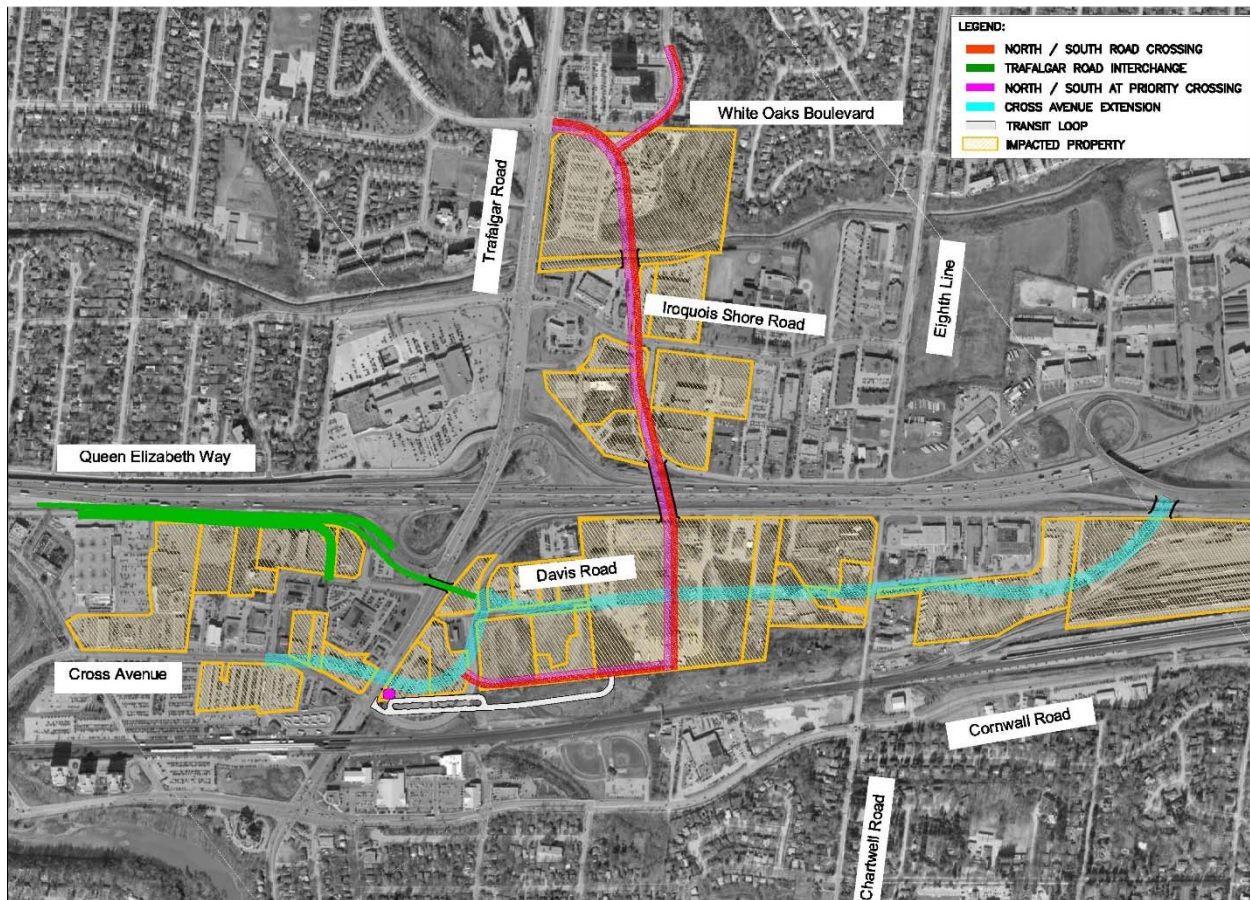 LEGEND:
NORTH / SOUTH ROAD CROSSING
TRAFALGAR ROAD INTERCHANGE
NORTH / SOUTH AT PRIORITY CROSSING
CROSS AVENUE EXTENSION
TRANSIT LOOP
IMPACTED PROPERTY
White Oaks Boulevard
Trafalgar Road
Iroquois Shore Road
Eighth Line
Queen Elizabeth Way
Davis Road
Cross Avenue
Cornwall Road
Chartwell Road